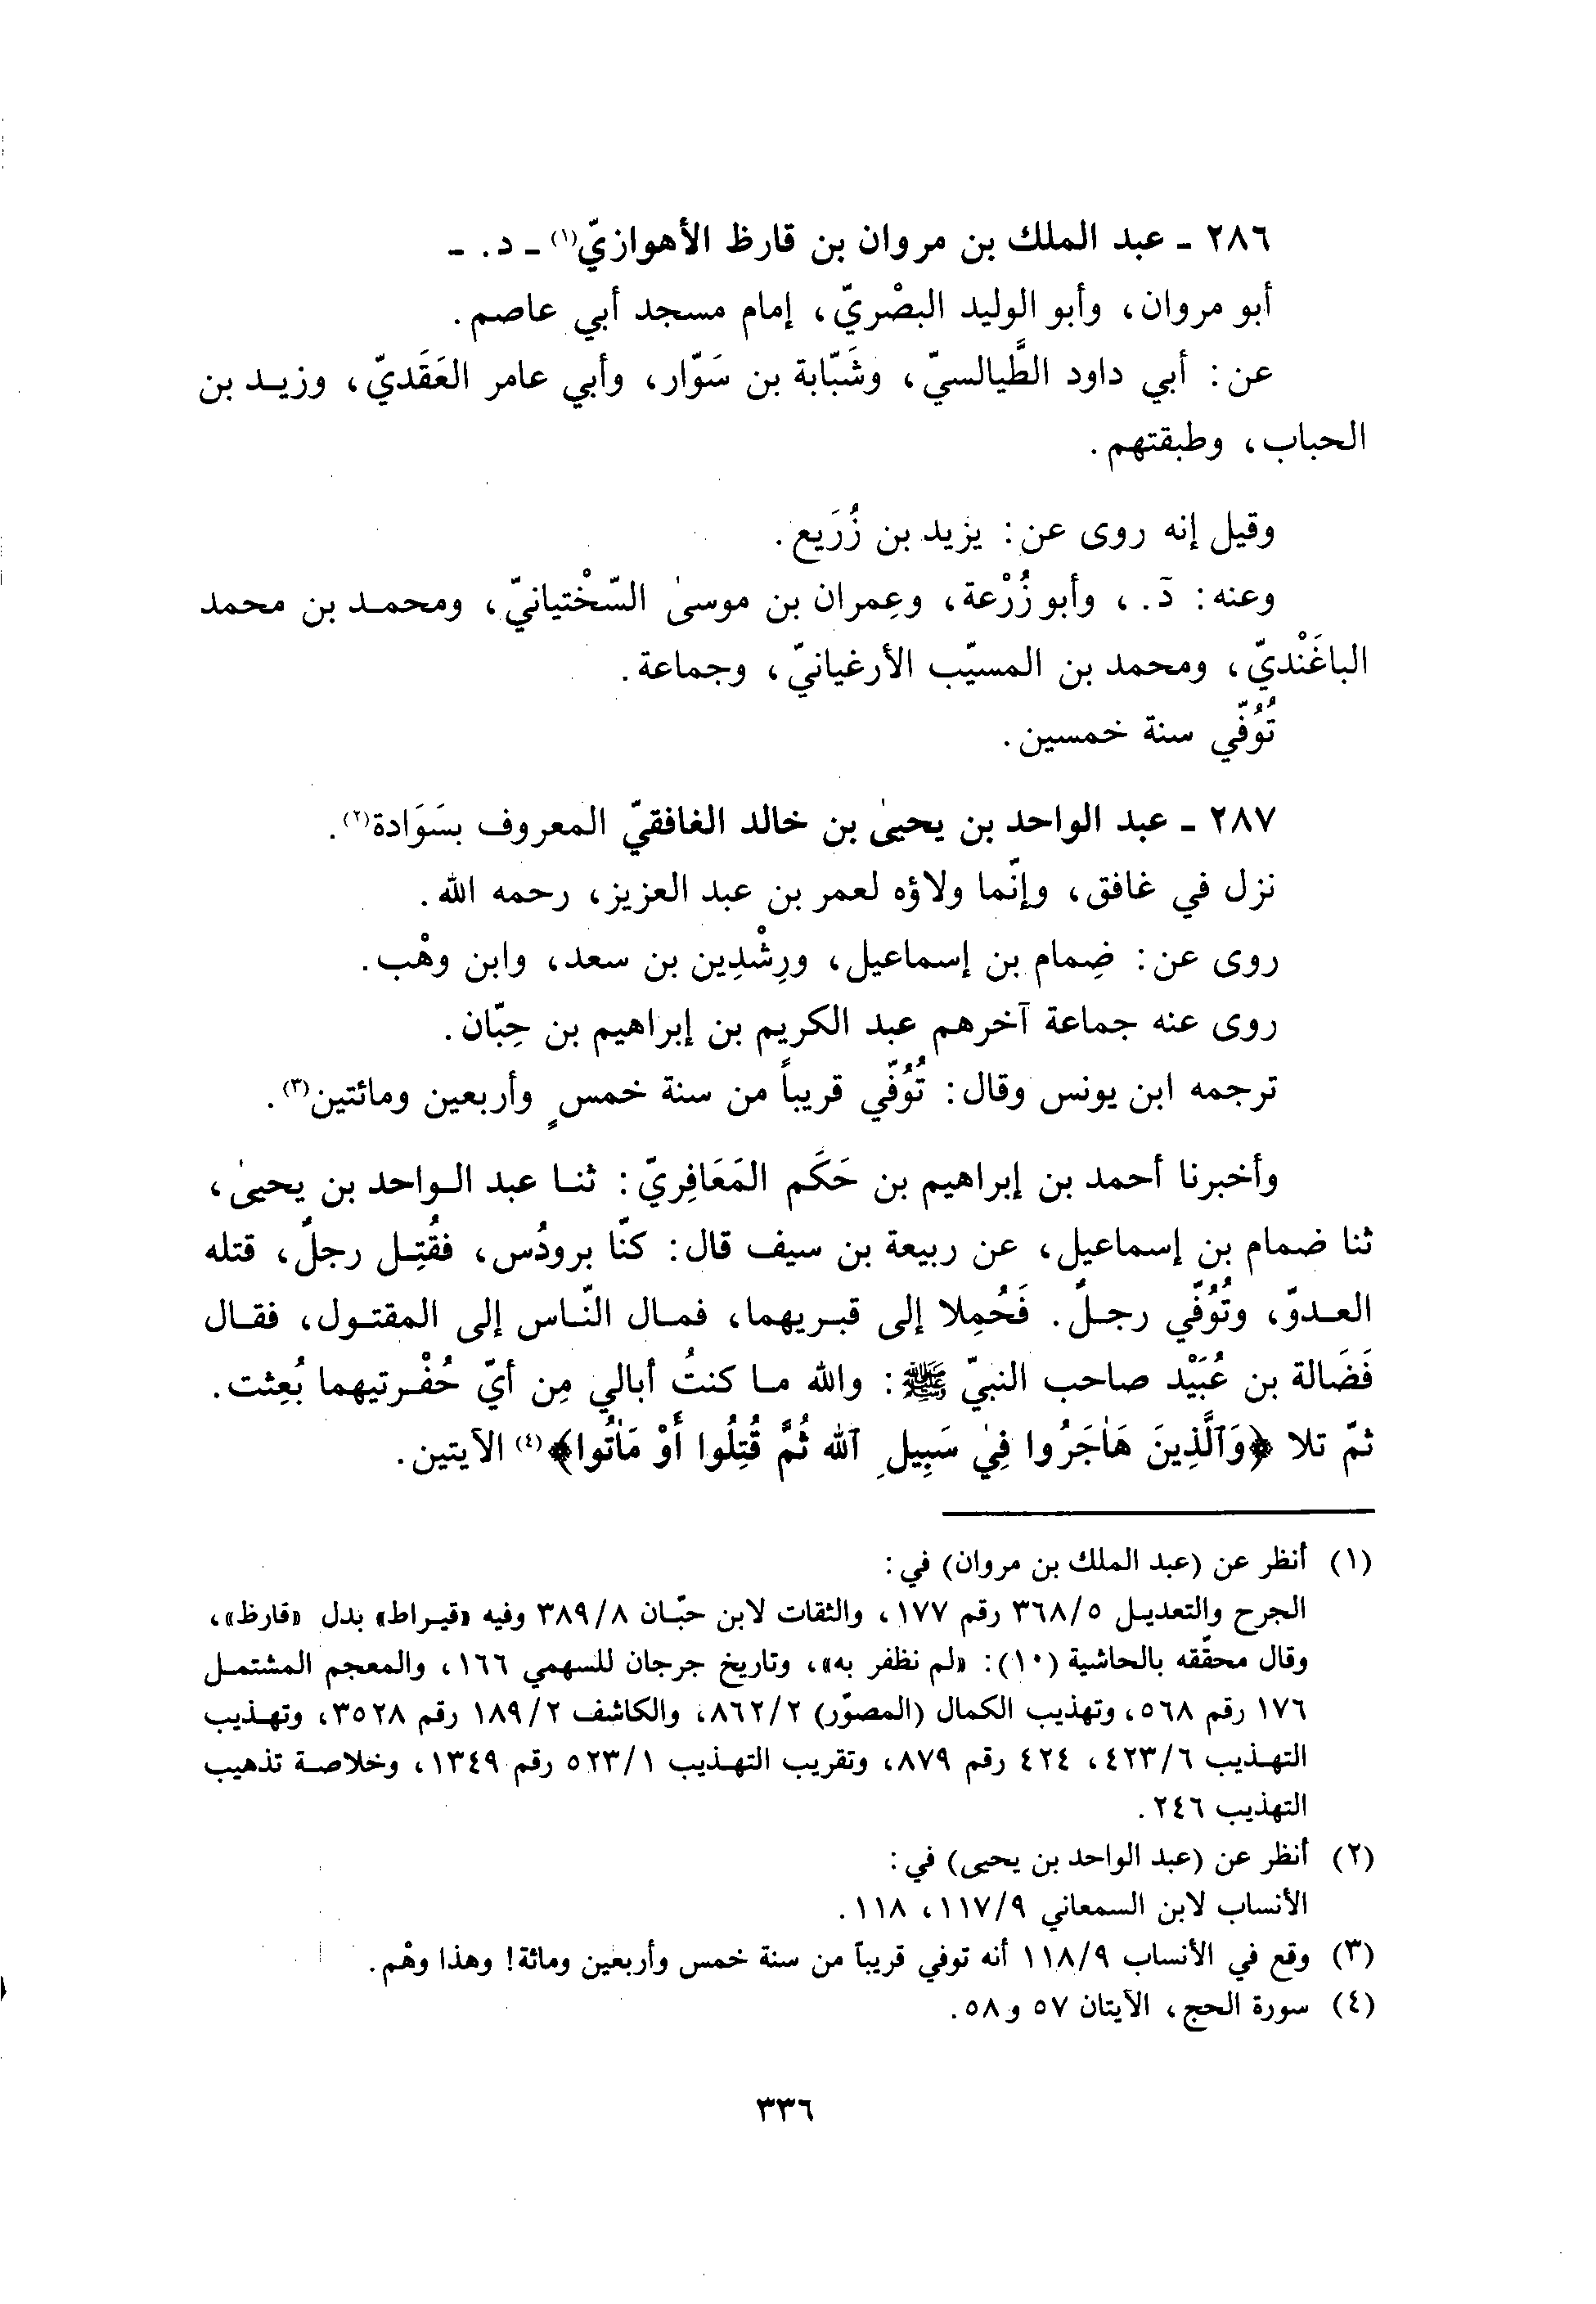 ٢٨٦ ـ عبد الملك بن مروان بن قارظ الأهوازيّ(١) ـ د. ـ
أبو مروان، وأبو الوليد البصْريّ، إمام مسجد أبي عاصم.
عن: أبي داود الطَّيالسيّ، وشَبّابة بن سَوّار، وأبي عامر العَقَديّ، وزيد بن
الحباب، وطبقتهم.
وقيل إنه روى عن: يزيد بن زُرَيع.
وعنه: د.، وأبو زُرْعة، وعِمران بن موسىٰ السّخْتيانيّ، ومحمد بن محمد
الباغَنْديّ، ومحمد بن المسيّب الأرغيانيّ، وجماعة.
تُوُفّي سنة خمسين.
٢٨٧ ـ عبد الواحد بن يحيىٰ بن خالد الغافقيّ المعروف بسَوَادة(٢).
نزل في غافق، وإنّما ولاؤه لعمر بن عبد العزيز، رحمه الله.
روى عن: ضِمام بن إسماعيل، ورِشْدِين بن سعد، وابن وهْب.
روى عنه جماعة آخرهم عبد الكريم بن إبراهيم بن حِبّان.
ترجمه ابن يونس وقال: تُوُفّي قريباً من سنة خمسٍ وأربعين ومائتين(٣).
وأخبرنا أحمد بن إبراهيم بن حَكَم المَعَافِريّ: ثنا عبد الواحد بن يحيىٰ،
ثنا ضمام بن إسماعيل، عن ربيعة بن سيف قال: كنّا برودُس، فقُتِل رجلٌ، قتله
العدوّ، وتُوُفّي رجلٌ. فَحُمِلا إلى قبريهما، فمال النّاس إلى المقتول، فقال
فَضَالة بن عُبَيْد صاحب النبيّ ﷺ: والله ما كنتُ أبالي مِن أيّ حُفْرتيهما بُعِثت.
ثمّ تلا ﴿وَٱلَّذِينَ هَاجَرُوا فِي سَبِيلِ ٱلله ثُمَّ قُتِلُوا أَوْ مَاتُوا﴾(٤) الآيتين.
(١) أنظر عن (عبد الملك بن مروان) في:
الجرح والتعديل ٥/٣٦٨ رقم ١٧٧، والثقات لابن حبّان ٨/٣٨٩ وفيه «قيراط» بدل «قارظ»،
وقال محقّقه بالحاشية (١٠): «لم نظفر به»، وتاريخ جرجان للسهمي ١٦٦، والمعجم المشتمل
١٧٦ رقم ٥٦٨، وتهذيب الكمال (المصوّر) ٢/٨٦٢، والكاشف ٢/١٨٩ رقم ٣٥٢٨، وتهذيب
التهذيب ٦/٤٢٣، ٤٢٤ رقم ٨٧٩، وتقريب التهذيب ١/٥٢٣ رقم ١٣٤٩، وخلاصة تذهيب
التهذيب ٢٤٦.
(٢) أنظر عن (عبد الواحد بن يحيى) في:
الأنساب لابن السمعاني ٩/١١٧، ١١٨.
(٣) وقع في الأنساب ٩/١١٨ أنه توفي قريباً من سنة خمس وأربعين ومائة! وهذا وهْم.
(٤) سورة الحج، الآيتان ٥٧ و٥٨.
٣٣٦